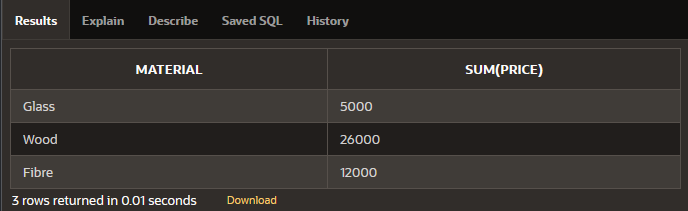 Results Explain Describe Saved SQL History
MATERIAL SUM(PRICE)
Glass 5000
Wood 26000
Fibre 12000
3 rows returned in 0.01 seconds Download